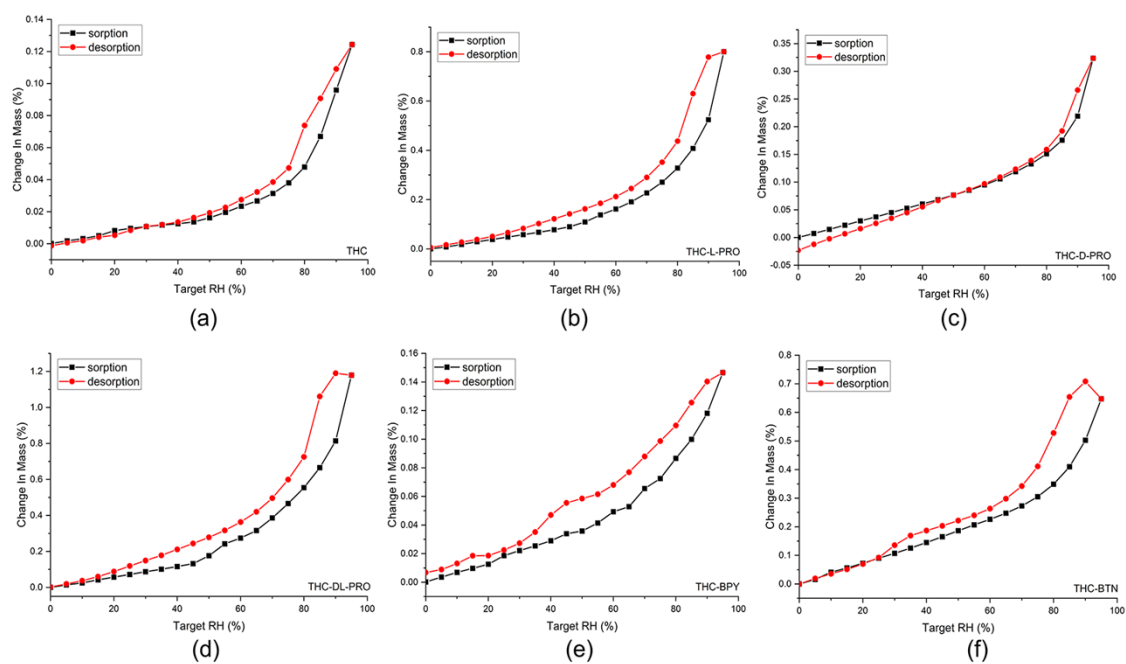 0.14
0.12
0.10
0.08
0.06
0.04
0.02
0.00
Change In Mass (%)
sorption
desorption
THC
0 20 40 60 80 100
Target RH (%)
(a)
0.8
0.6
0.4
0.2
0.0
Change In Mass (%)
sorption
desorption
THC-L-PRO
0 20 40 60 80 100
Target RH (%)
(b)
0.35
0.30
0.25
0.20
0.15
0.10
0.05
0.00
-0.05
Change In Mass (%)
sorption
desorption
THC-D-PRO
0 20 40 60 80 100
Target RH (%)
(c)
1.2
1.0
0.8
0.6
0.4
0.2
0.0
Change In Mass (%)
sorption
desorption
THC-DL-PRO
0 20 40 60 80 100
Target RH (%)
(d)
0.16
0.14
0.12
0.10
0.08
0.06
0.04
0.02
0.00
Change In Mass (%)
sorption
desorption
THC-BPY
0 20 40 60 80 100
Target RH (%)
(e)
0.8
0.7
0.6
0.5
0.4
0.3
0.2
0.1
0.0
Change In Mass (%)
sorption
desorption
THC-BTN
0 20 40 60 80 100
Target RH (%)
(f)